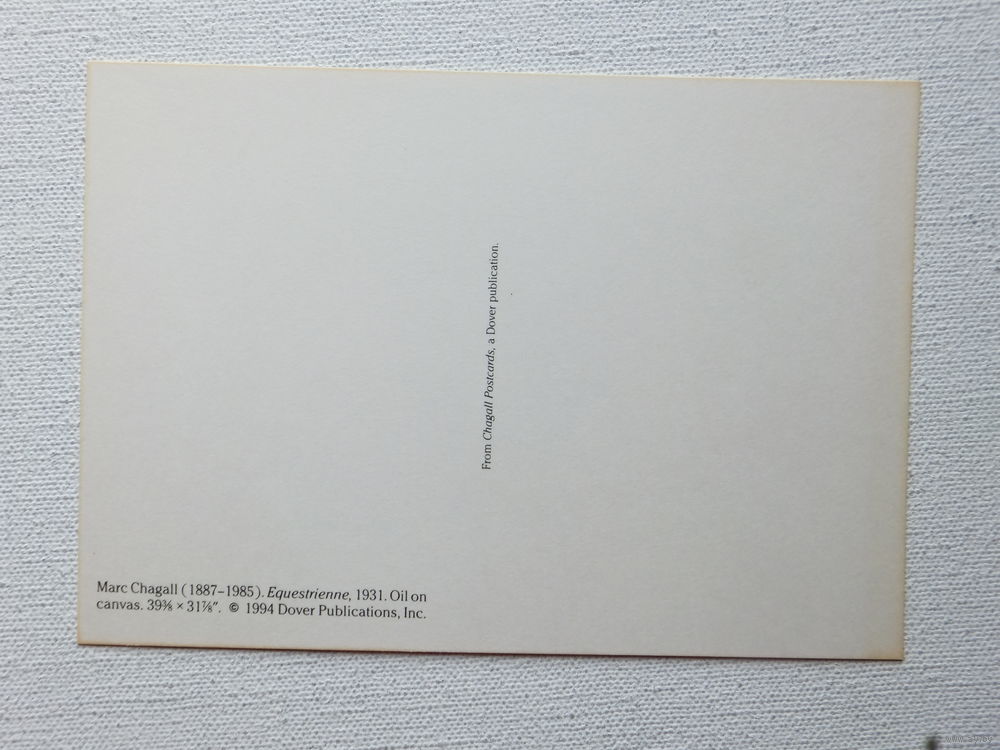 From Chagall Postcards, a Dover publication.
Marc Chagall (1887–1985). Equestrienne, 1931. Oil on
canvas. 39⅜ × 31⅞″. © 1994 Dover Publications, Inc.